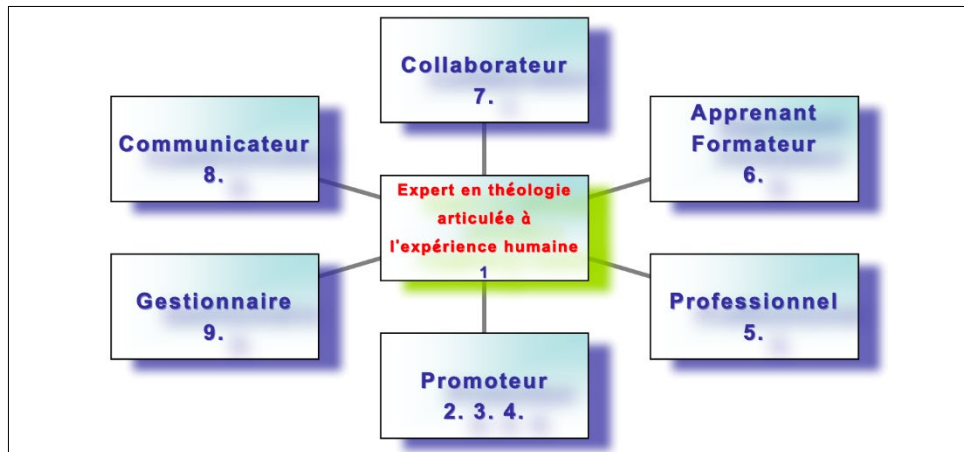 Collaborateur
7.
Communicateur
8.
Apprenant
Formateur
6.
Expert en théologie
articulée à
l'expérience humaine
1
Gestionnaire
9.
Professionnel
5.
Promoteur
2. 3. 4.